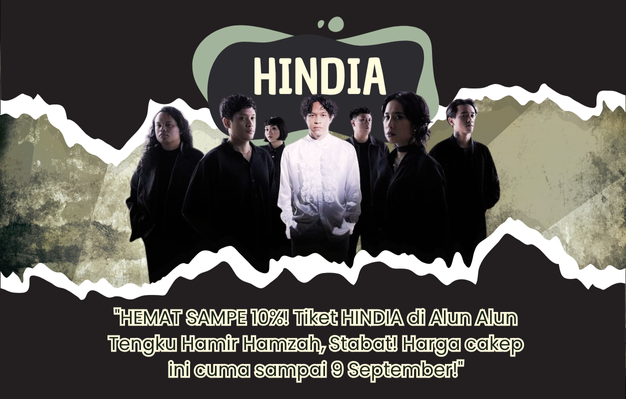 HINDIA
"HEMAT SAMPE 10%! Tiket HINDIA di Alun Alun
Tengku Hamir Hamzah, Stabat! Harga cakep
ini cuma sampai 9 September!"